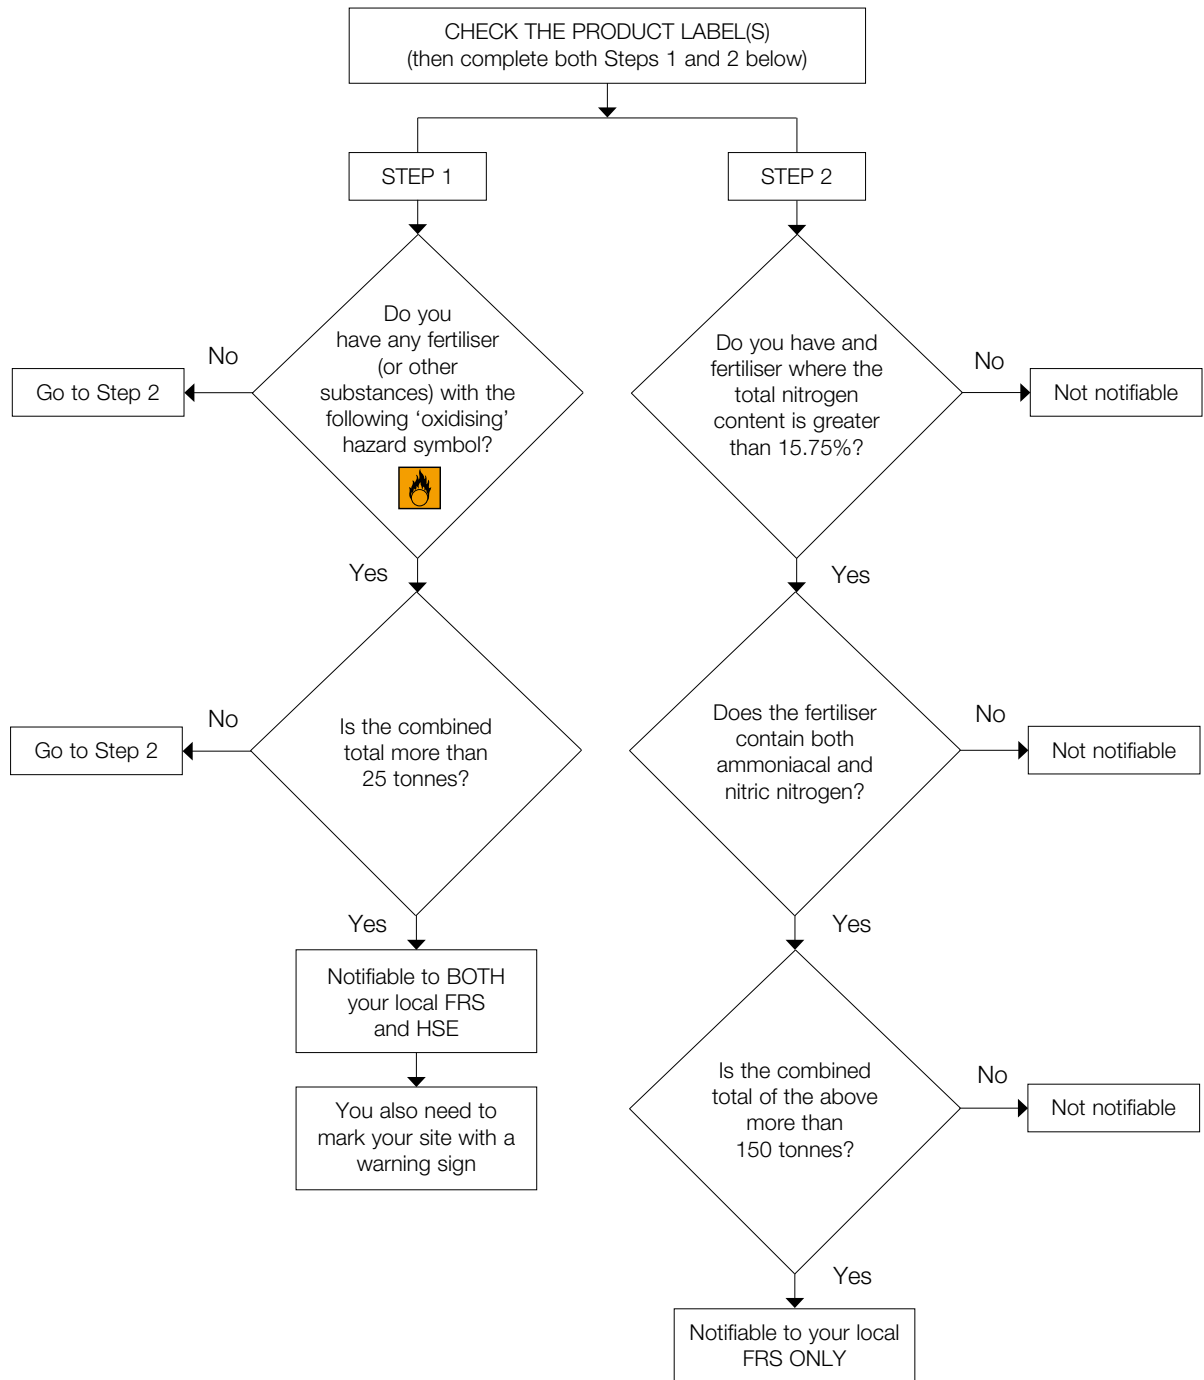 CHECK THE PRODUCT LABEL(S)
(then complete both Steps 1 and 2 below)
STEP 1
Do you
have any fertiliser
(or other
substances) with the
following ‘oxidising’
hazard symbol?
No
Go to Step 2
Yes
Is the combined
total more than
25 tonnes?
No
Go to Step 2
Yes
Notifiable to BOTH
your local FRS
and HSE
You also need to
mark your site with a
warning sign
STEP 2
Do you have and
fertiliser where the
total nitrogen
content is greater
than 15.75%?
No
Not notifiable
Yes
Does the fertiliser
contain both
ammoniacal and
nitric nitrogen?
No
Not notifiable
Yes
Is the combined
total of the above
more than
150 tonnes?
No
Not notifiable
Yes
Notifiable to your local
FRS ONLY